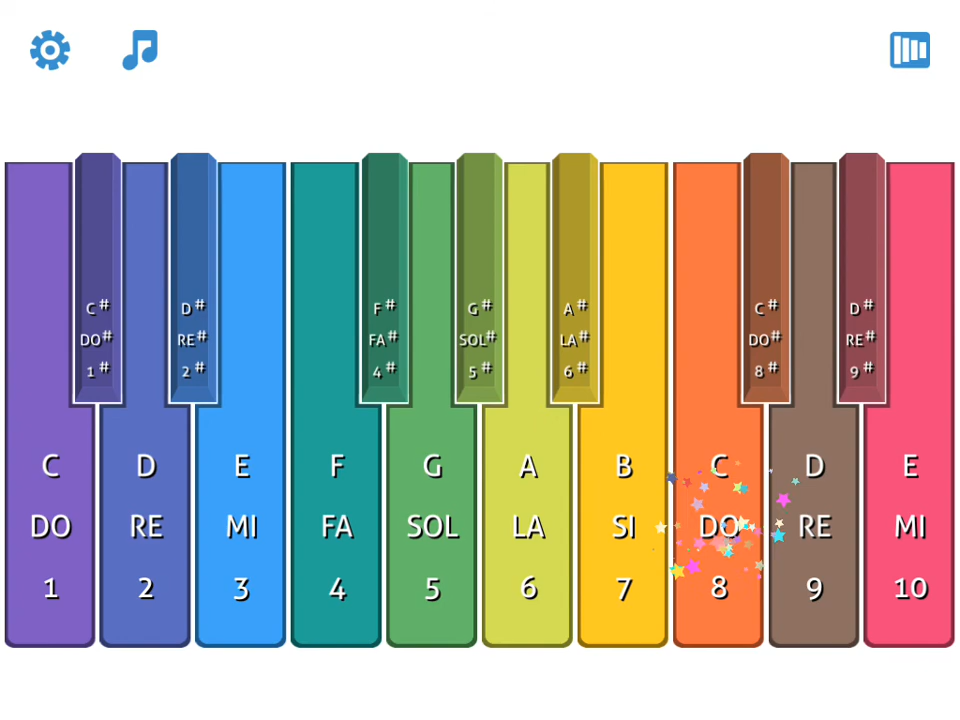 C# D# F# G# A# C# D#
DO# RE# FA# SOL# LA# DO# RE#
1# 2# 4# 5# 6# 8# 9#
C D E F G A B C D E
DO RE MI FA SOL LA SI DO RE MI
1 2 3 4 5 6 7 8 9 10